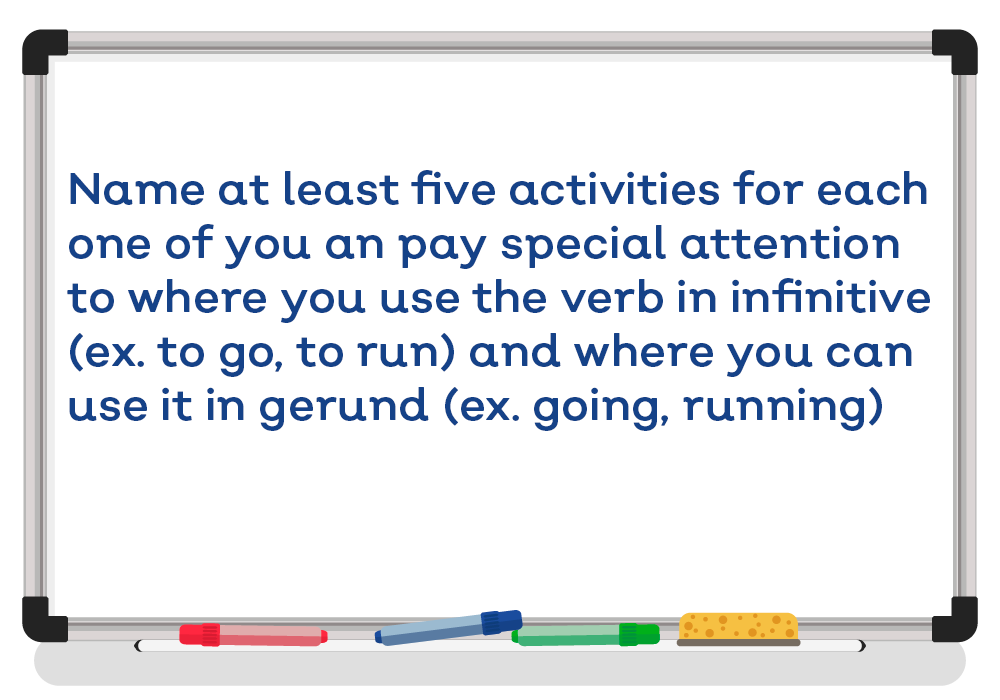 Name at least five activities for each
one of you an pay special attention
to where you use the verb in infinitive
(ex. to go, to run) and where you can
use it in gerund (ex. going, running)